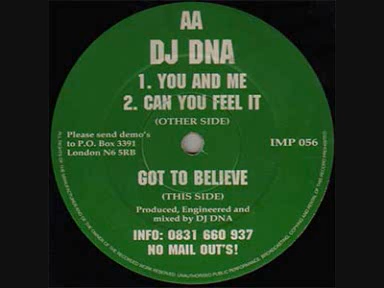 AA
DJ DNA
1. YOU AND ME
2. CAN YOU FEEL IT
(OTHER SIDE)
Please send demo's
to P.O. Box 3391
London N6 5RB
IMP 056
GOT TO BELIEVE
(THIS SIDE)
Produced, Engineered and
mixed by DJ DNA
INFO: 0831 660 937
NO MAIL OUT'S!